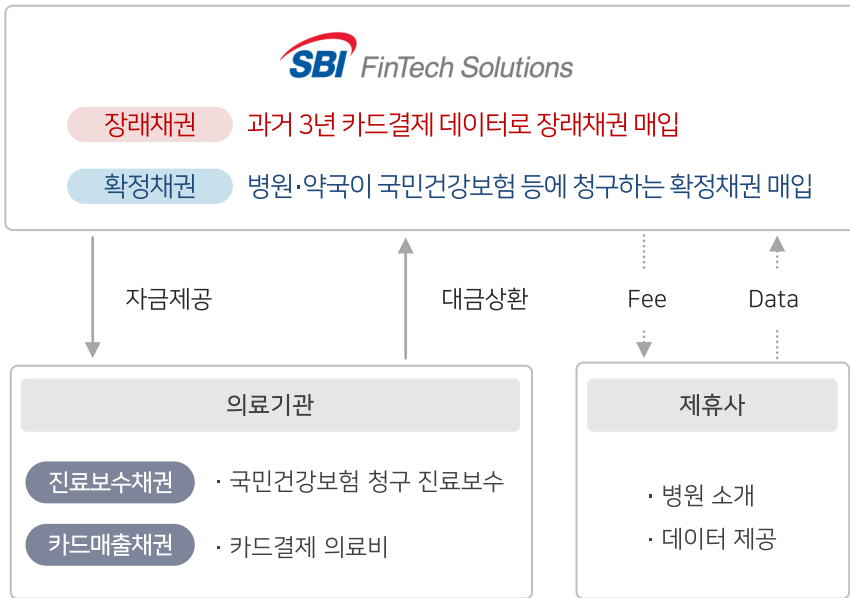 SBI FinTech Solutions
장래채권 과거 3년 카드결제 데이터로 장래채권 매입
확정채권 병원·약국이 국민건강보험 등에 청구하는 확정채권 매입
자금제공 대금상환 Fee Data
의료기관
진료보수채권 · 국민건강보험 청구 진료보수
카드매출채권 · 카드결제 의료비
제휴사
· 병원 소개
· 데이터 제공